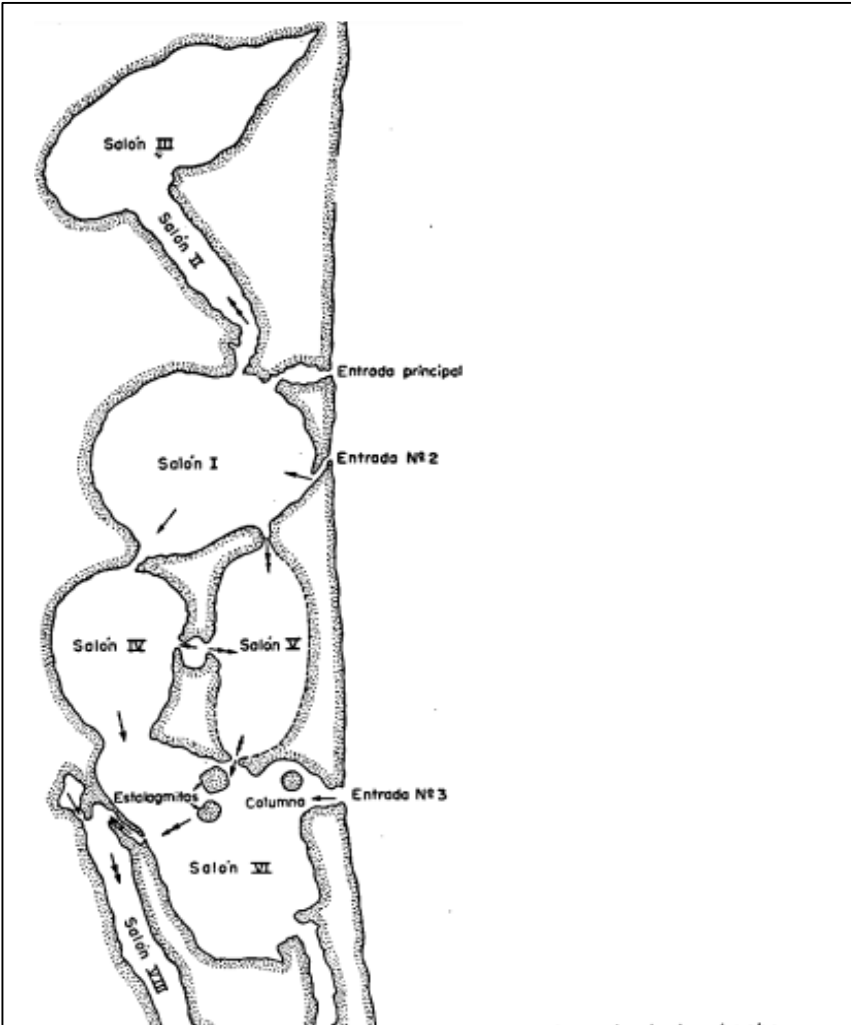 Salón III
Salón II
Entrada principal
Salón I
Entrada Nº 2
Salón IV
Salón V
Estalagmitas
Columna
Entrada Nº 3
Salón VI
Salón VIII